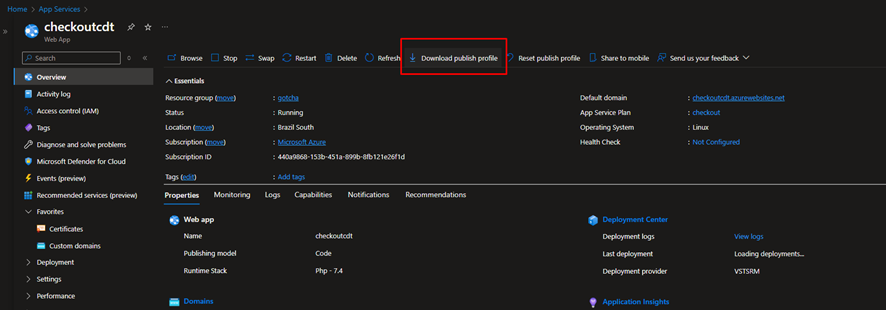 Home > App Services >
checkoutcdt
Web App
Search
Browse Stop Swap Restart Delete Refresh Download publish profile Reset publish profile Share to mobile Send us your feedback
Overview
Activity log
Access control (IAM)
Tags
Diagnose and solve problems
Microsoft Defender for Cloud
Events (preview)
Recommended services (preview)
Favorites
Certificates
Custom domains
Deployment
Settings
Performance
Essentials
Resource group (move) : gotcha
Status : Running
Location (move) : Brazil South
Subscription (move) : Microsoft Azure
Subscription ID : 440a9868-153b-451a-899b-8fb121e26f1d
Tags (edit) : Add tags
Default domain : checkoutcdt.azurewebsites.net
App Service Plan : checkout
Operating System : Linux
Health Check : Not Configured
Properties Monitoring Logs Capabilities Notifications Recommendations
Web app
Name checkoutcdt
Publishing model Code
Runtime Stack Php - 7.4
Domains
Deployment Center
Deployment logs View logs
Last deployment Loading deployments...
Deployment provider VSTSRM
Application Insights